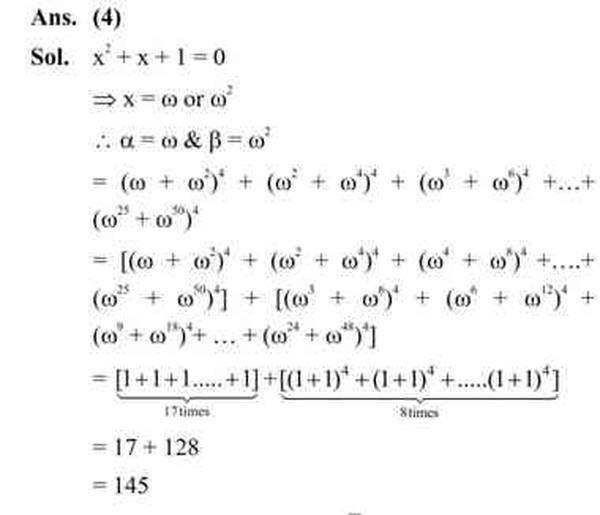 Ans. (4)
Sol. x² + x + 1 = 0
⇒ x = ω or ω²
∴ α = ω & β = ω²
= (ω + ω²)⁴ + (ω² + ω⁴)⁴ + (ω³ + ω⁶)⁴ +...+
(ω²⁵ + ω⁵⁰)⁴
= [(ω + ω²)⁴ + (ω² + ω⁴)⁴ + (ω⁴ + ω⁸)⁴ +....+
(ω²⁵ + ω⁵⁰)⁴] + [(ω³ + ω⁶)⁴ + (ω⁶ + ω¹²)⁴ +
(ω⁹ + ω¹⁸)⁴+ ... + (ω²⁴ + ω⁴⁸)⁴]
= [1+1+1.....+1]+[(1+1)⁴+(1+1)⁴+.....(1+1)⁴]
17times 8times
= 17 + 128
= 145